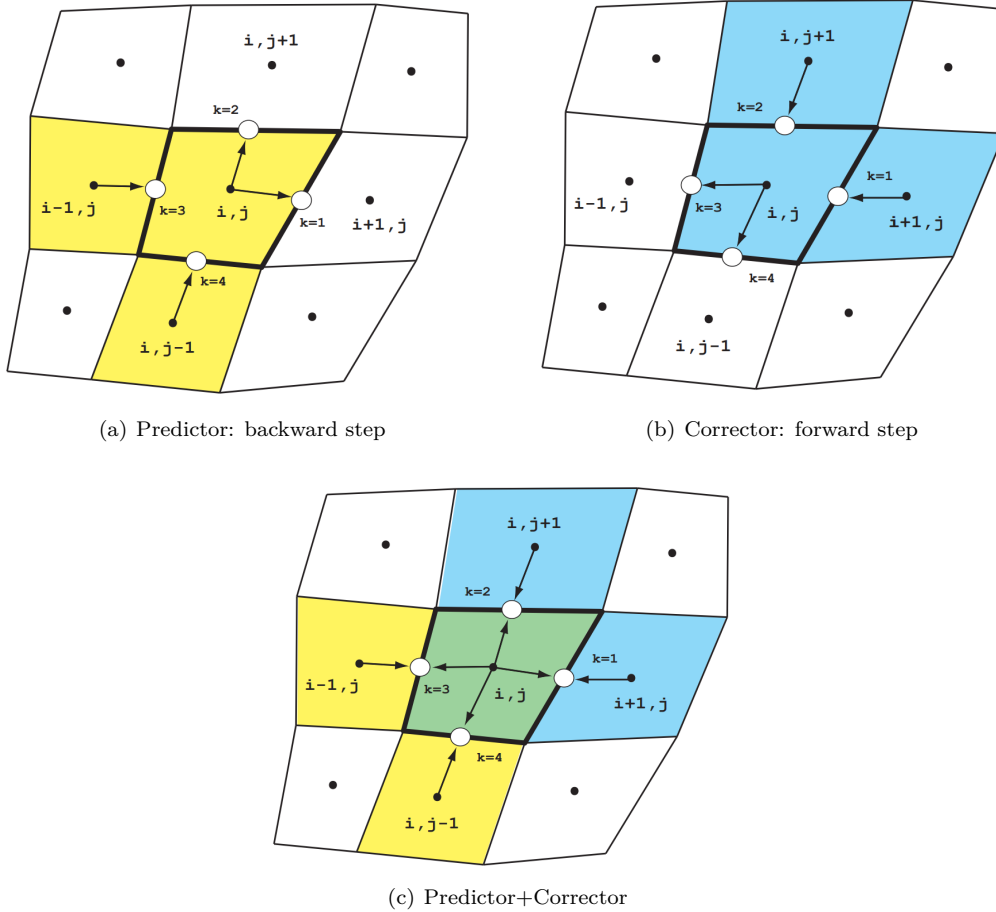 i,j+1
k=2
i-1,j
k=3
i,j
k=1
i+1,j
k=4
i,j-1
(a) Predictor: backward step
i,j+1
k=2
k=1
i-1,j
k=3
i,j
i+1,j
k=4
i,j-1
(b) Corrector: forward step
i,j+1
k=2
k=1
i-1,j
k=3
i,j
i+1,j
k=4
i,j-1
(c) Predictor+Corrector